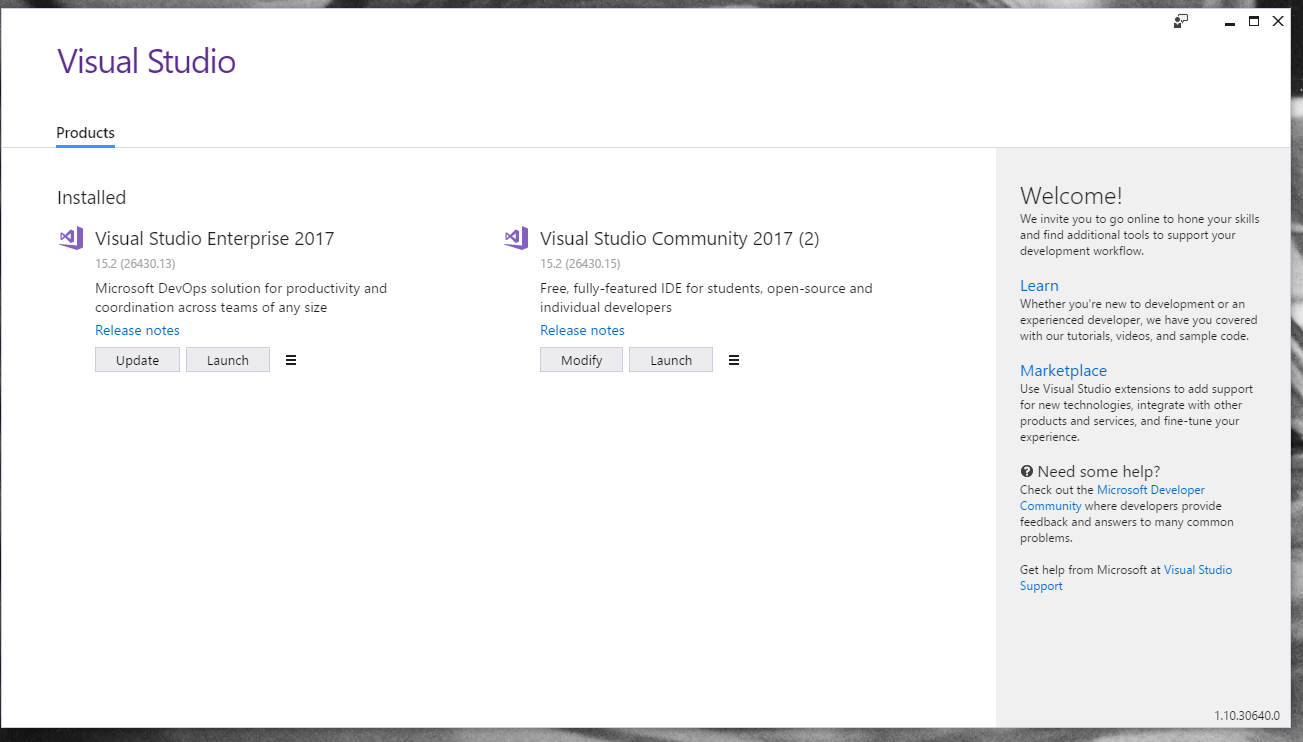 Visual Studio
Products
Installed
Visual Studio Enterprise 2017
15.2 (26430.13)
Microsoft DevOps solution for productivity and
coordination across teams of any size
Release notes
Update
Launch
Visual Studio Community 2017 (2)
15.2 (26430.15)
Free, fully-featured IDE for students, open-source and
individual developers
Release notes
Modify
Launch
Welcome!
We invite you to go online to hone your skills
and find additional tools to support your
development workflow.
Learn
Whether you're new to development or an
experienced developer, we have you covered
with our tutorials, videos, and sample code.
Marketplace
Use Visual Studio extensions to add support
for new technologies, integrate with other
products and services, and fine-tune your
experience.
Need some help?
Check out the Microsoft Developer
Community where developers provide
feedback and answers to many common
problems.
Get help from Microsoft at Visual Studio
Support
1.10.30640.0